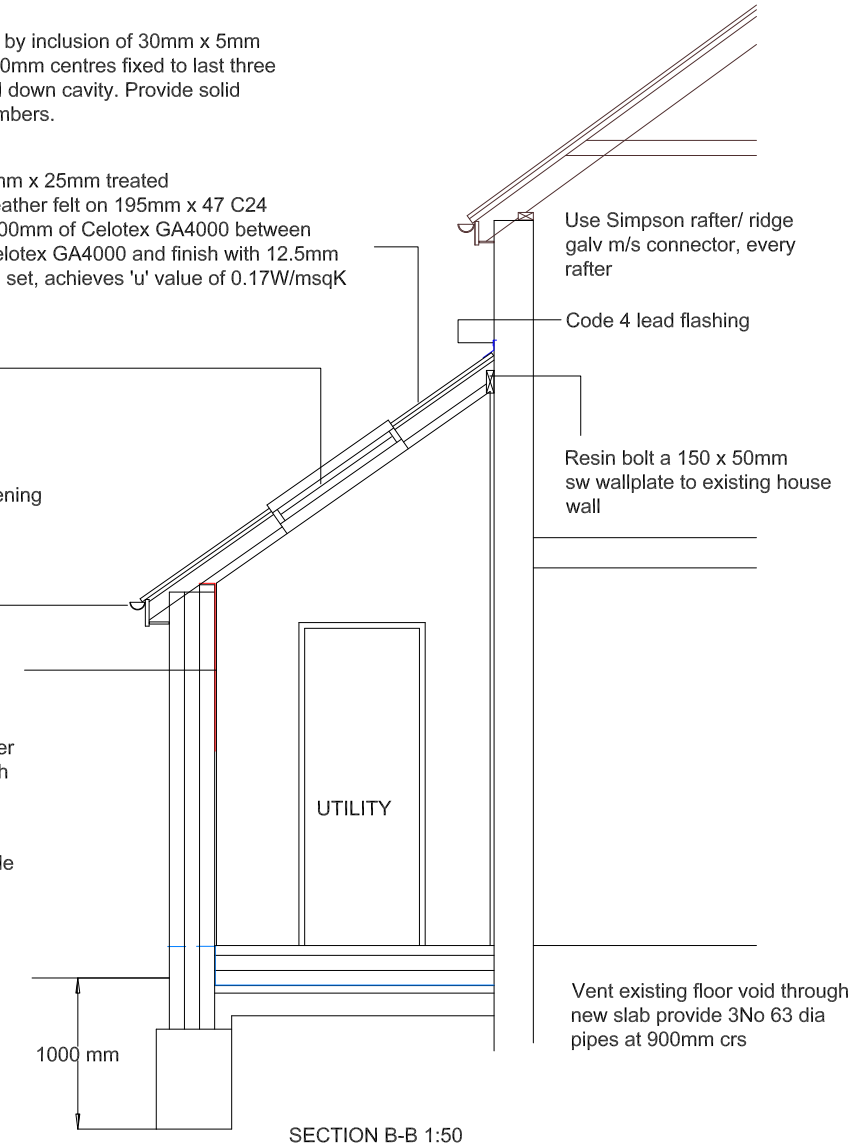 by inclusion of 30mm x 5mm
0mm centres fixed to last three
down cavity. Provide solid
mbers.
mm x 25mm treated
eather felt on 195mm x 47 C24
00mm of Celotex GA4000 between
elotex GA4000 and finish with 12.5mm
set, achieves 'u' value of 0.17W/msqK
Use Simpson rafter/ ridge
galv m/s connector, every
rafter
Code 4 lead flashing
Resin bolt a 150 x 50mm
sw wallplate to existing house
wall
ening
er
h
de
UTILITY
Vent existing floor void through
new slab provide 3No 63 dia
pipes at 900mm crs
1000 mm
SECTION B-B 1:50